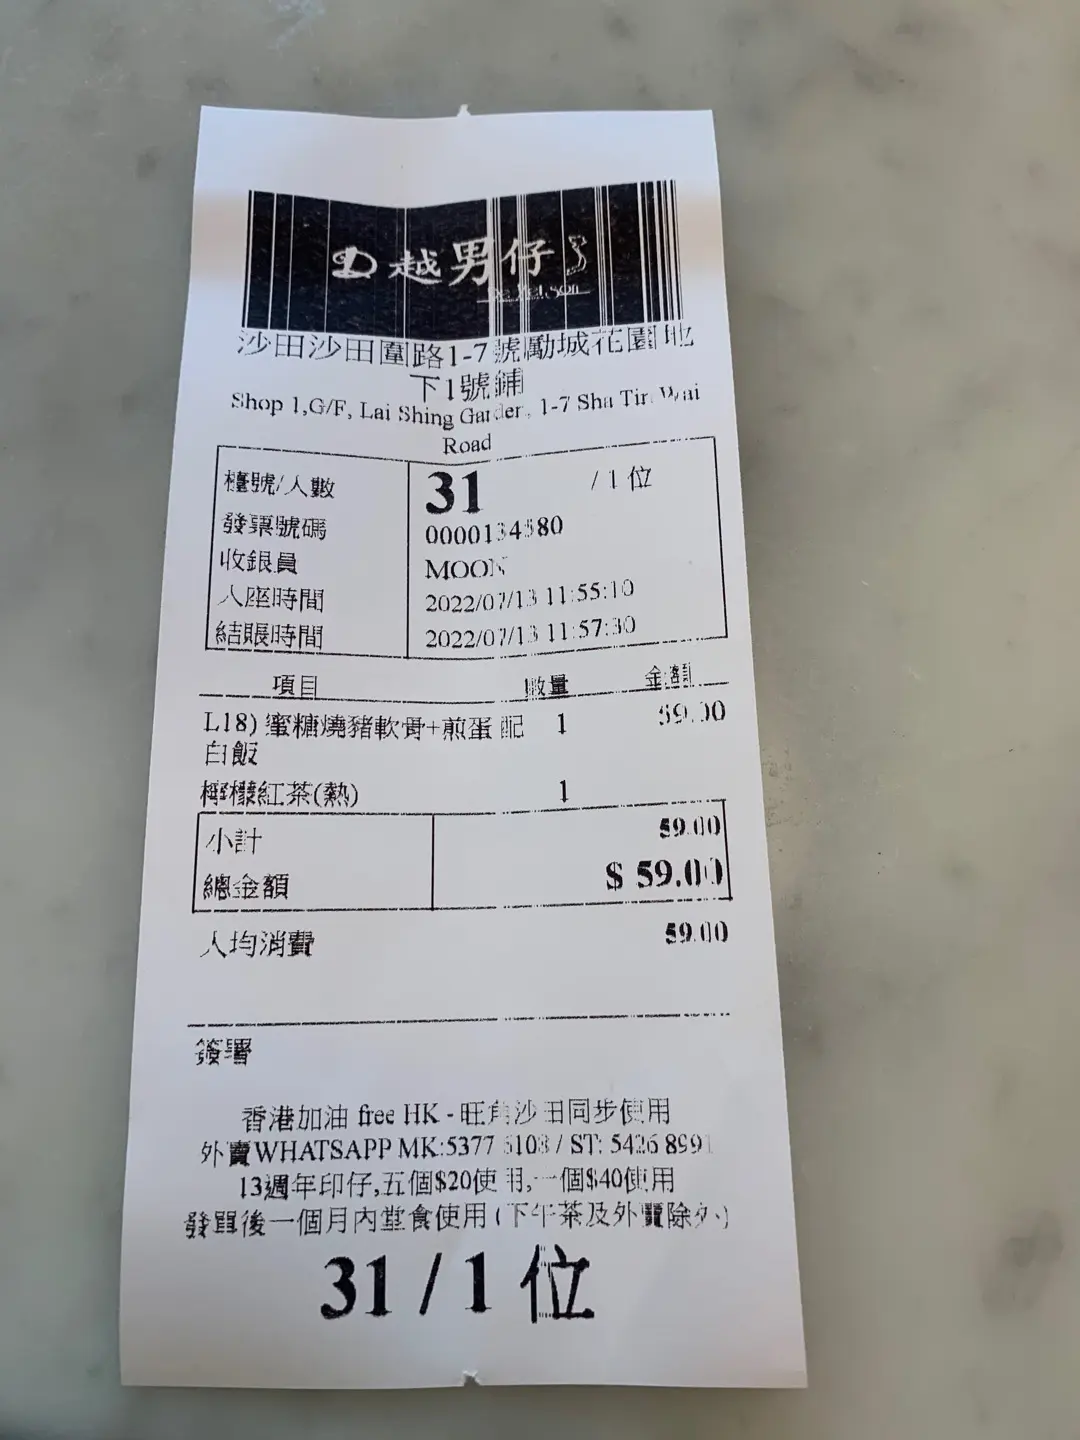 越男仔
沙田沙田圍路1-7號勵城花園地
下1號鋪
Shop 1,G/F, Lai Shing Garden, 1-7 Sha Tin Wai
Road
檯號/人數 31 /1 位
發票號碼 0000134580
收銀員 MOON
入座時間 2022/07/13 11:55:10
結賬時間 2022/07/13 11:57:30
項目 數量 金額
L18) 蜜糖燒豬軟骨+煎蛋 配 1 59.00
白飯
檸檬紅茶(熱) 1
小計 59.00
總金額 $ 59.00
人均消費 59.00
簽署
香港加油 free HK - 旺角沙田同步使用
外賣WHATSAPP MK:5377 5108 / ST: 5426 8991
13週年印仔,五個$20使用,一個$40使用
發單後一個月內堂食使用 (下午茶及外賣除外)
31 / 1 位